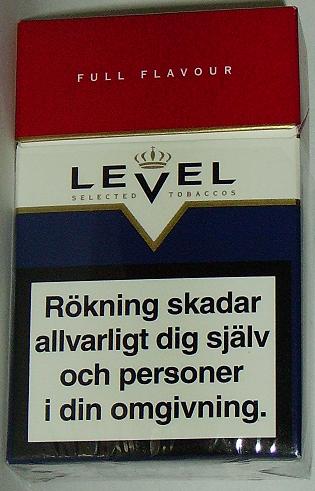 FULL FLAVOUR
LEVEL
SELECTED TOBACCOS
Rökning skadar
allvarligt dig själv
och personer
i din omgivning.